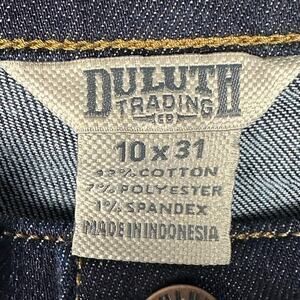 DULUTH
TRADING
CO
10 x 31
92% COTTON
7% POLYESTER
1% SPANDEX
MADE IN INDONESIA